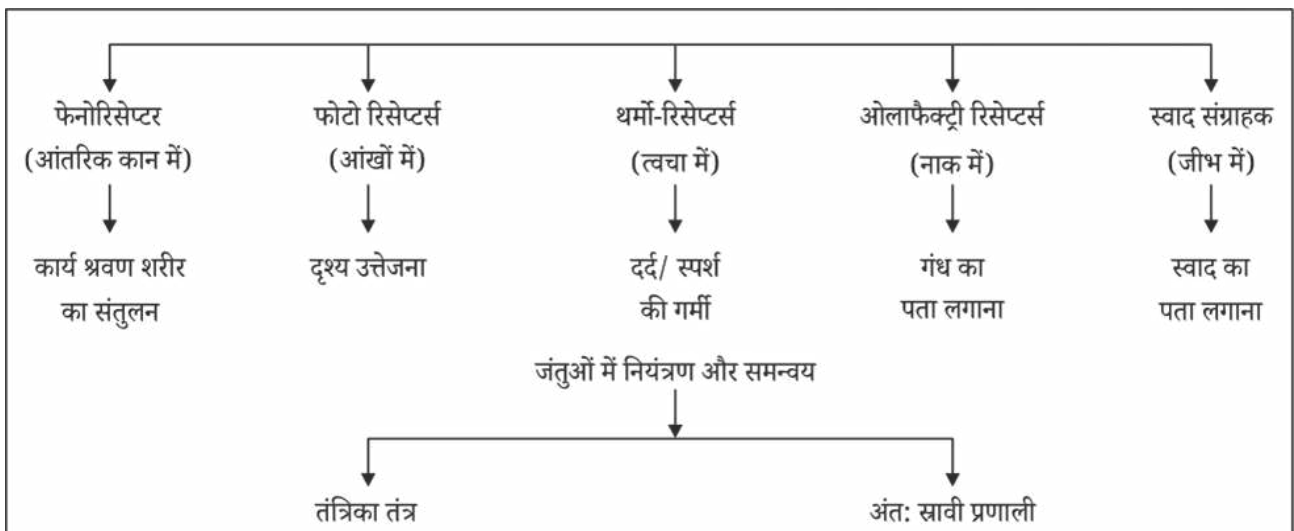 फेनोरिसेप्टर
(आंतरिक कान में)
कार्य श्रवण शरीर
का संतुलन
फोटो रिसेप्टर्स
(आंखों में)
दृश्य उत्तेजना
थर्मो-रिसेप्टर्स
(त्वचा में)
दर्द/ स्पर्श
की गर्मी
ओलाफैक्ट्री रिसेप्टर्स
(नाक में)
गंध का
पता लगाना
स्वाद संग्राहक
(जीभ में)
स्वाद का
पता लगाना
जंतुओं में नियंत्रण और समन्वय
तंत्रिका तंत्र
अंत: स्रावी प्रणाली